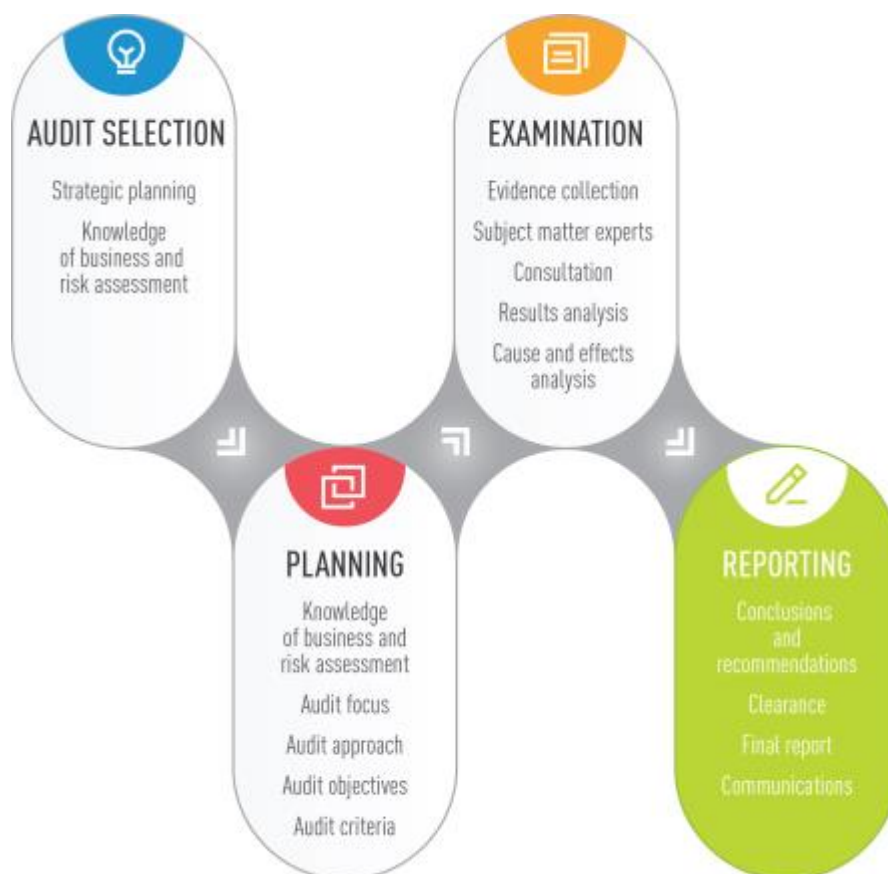 AUDIT SELECTION
Strategic planning
Knowledge
of business and
risk assessment
PLANNING
Knowledge
of business and
risk assessment
Audit focus
Audit approach
Audit objectives
Audit criteria
EXAMINATION
Evidence collection
Subject matter experts
Consultation
Results analysis
Cause and effects
analysis
REPORTING
Conclusions
and
recommendations
Clearance
Final report
Communications